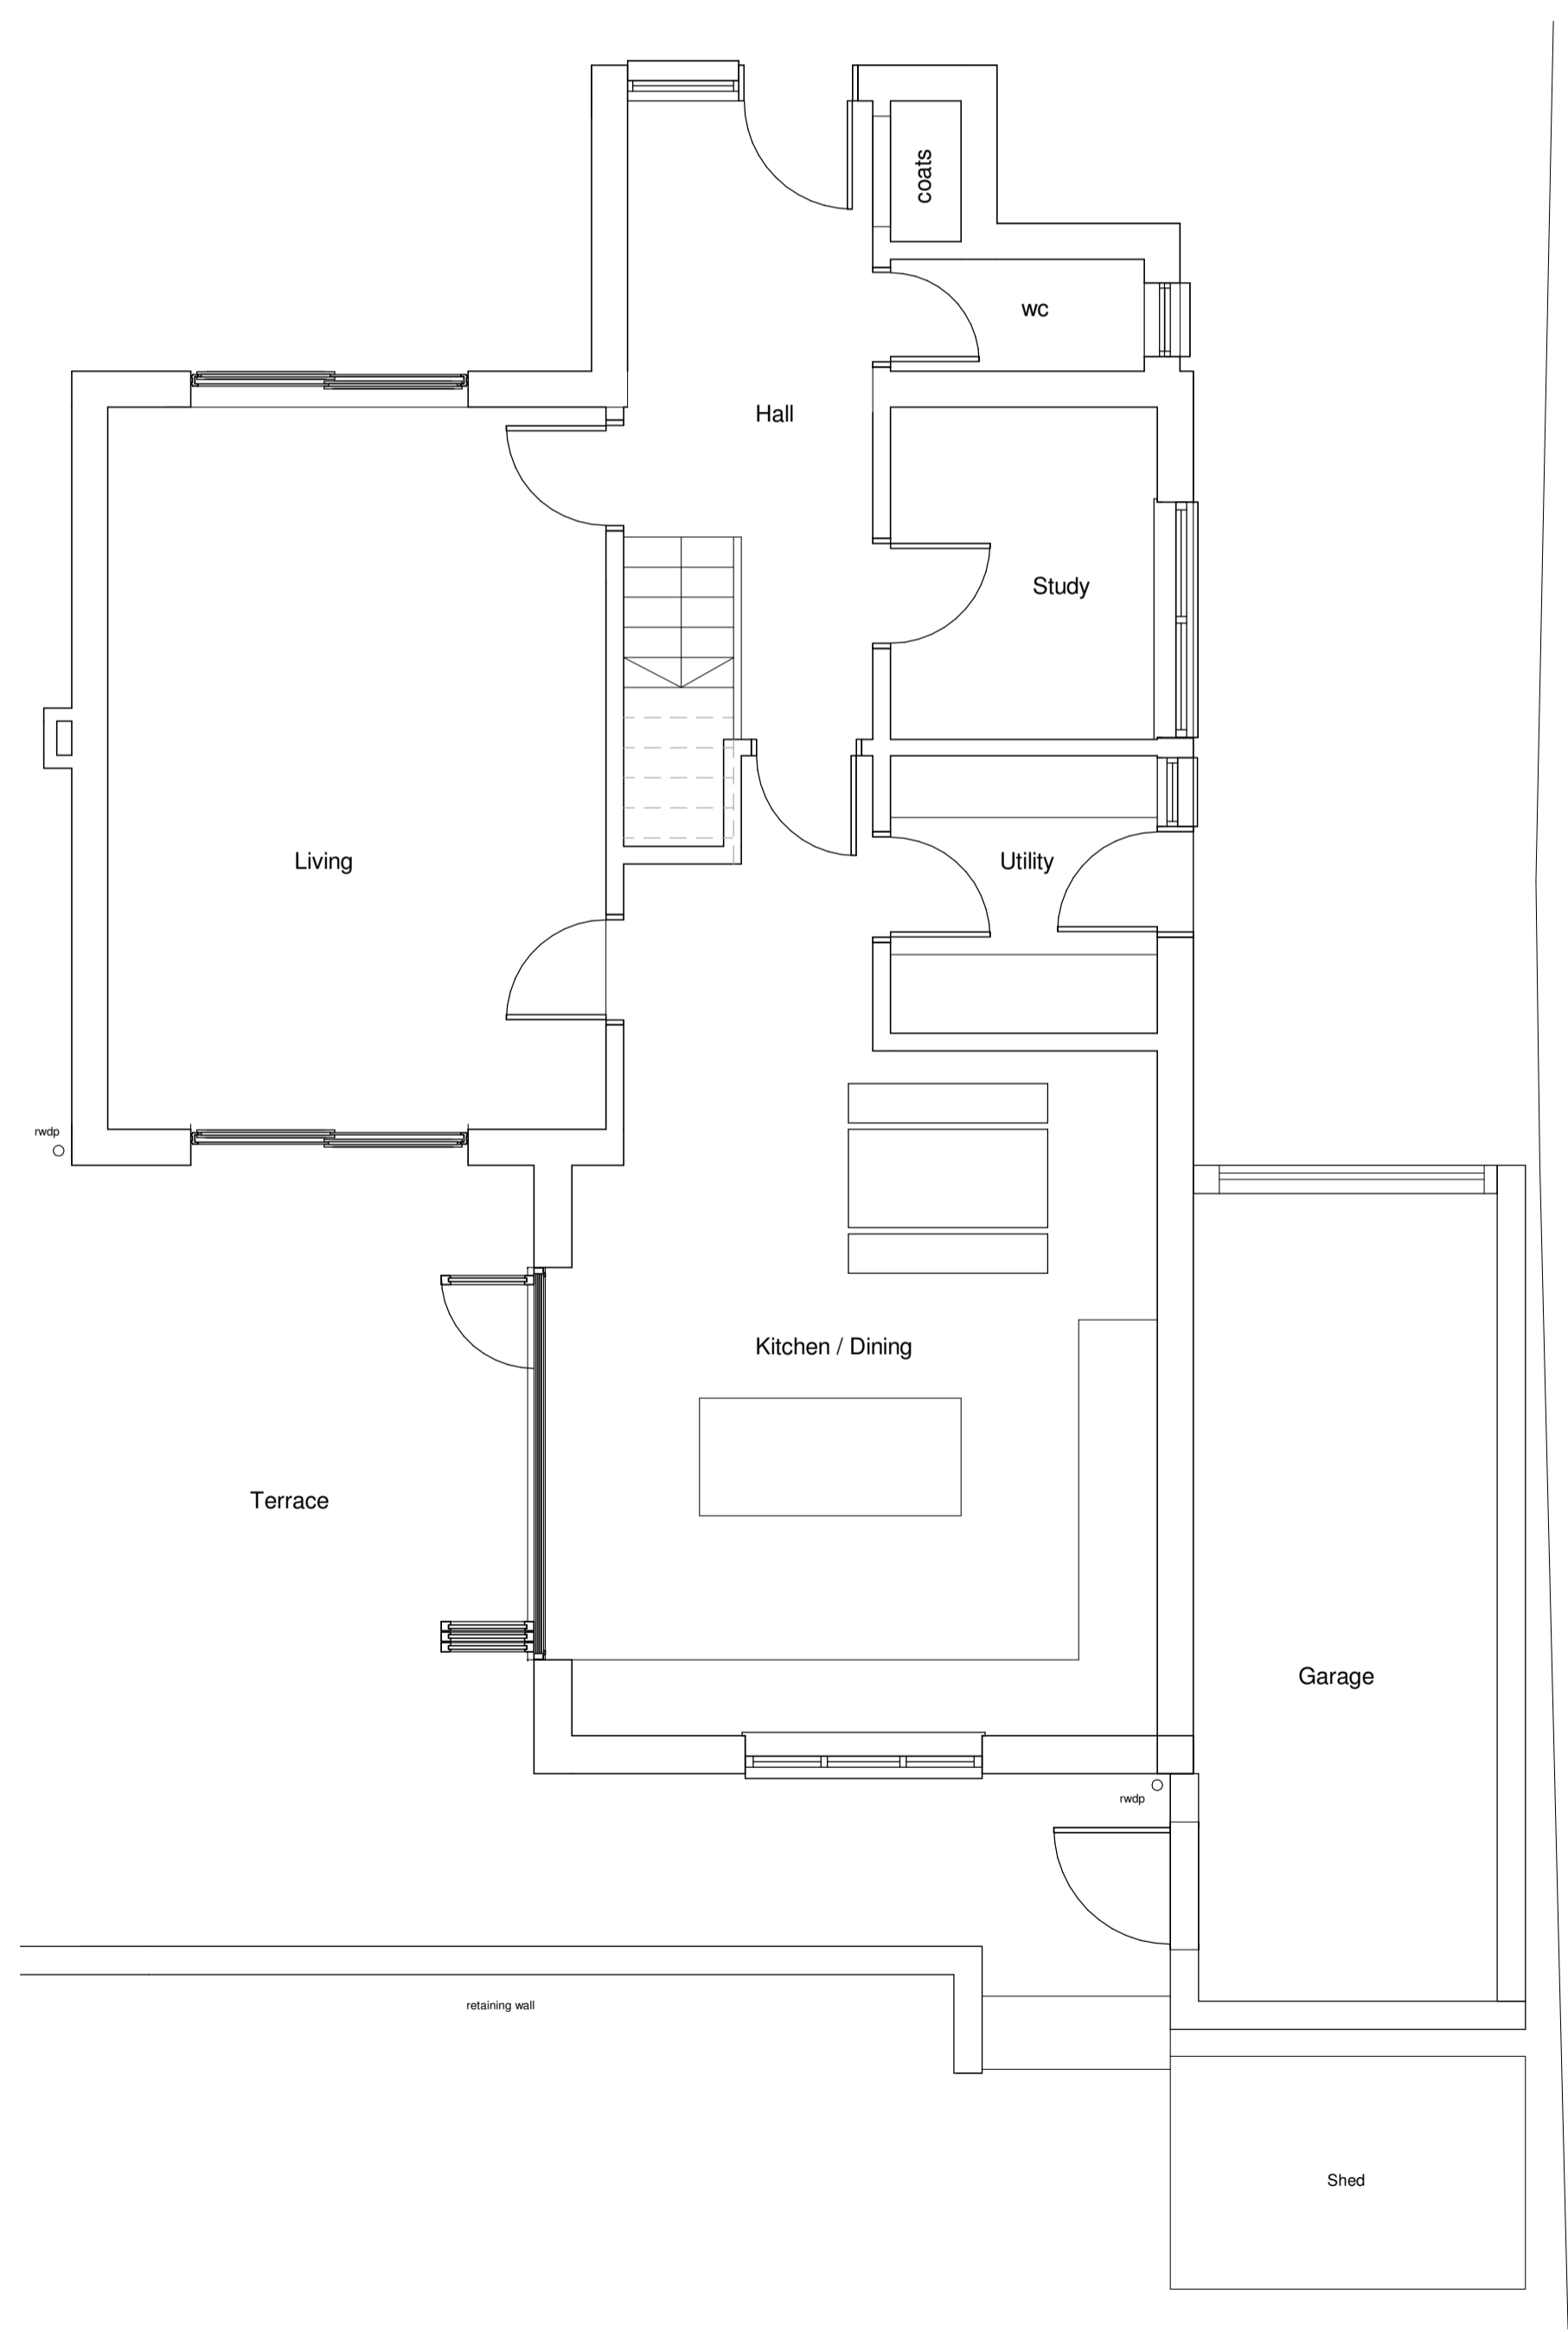 coats
wc
Hall
Study
Living
Utility
rwdp
Kitchen / Dining
Terrace
Garage
rwdp
retaining wall
Shed